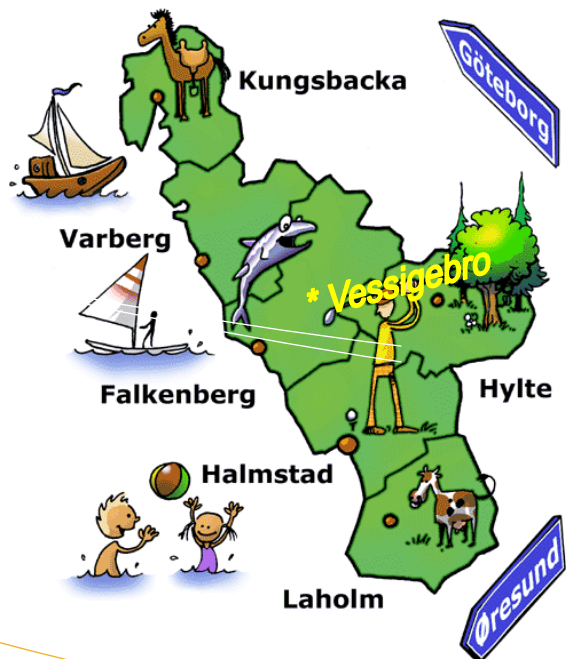 Göteborg
Kungsbacka
Varberg
* Vessigebro
Falkenberg
Hylte
Halmstad
Laholm
Øresund